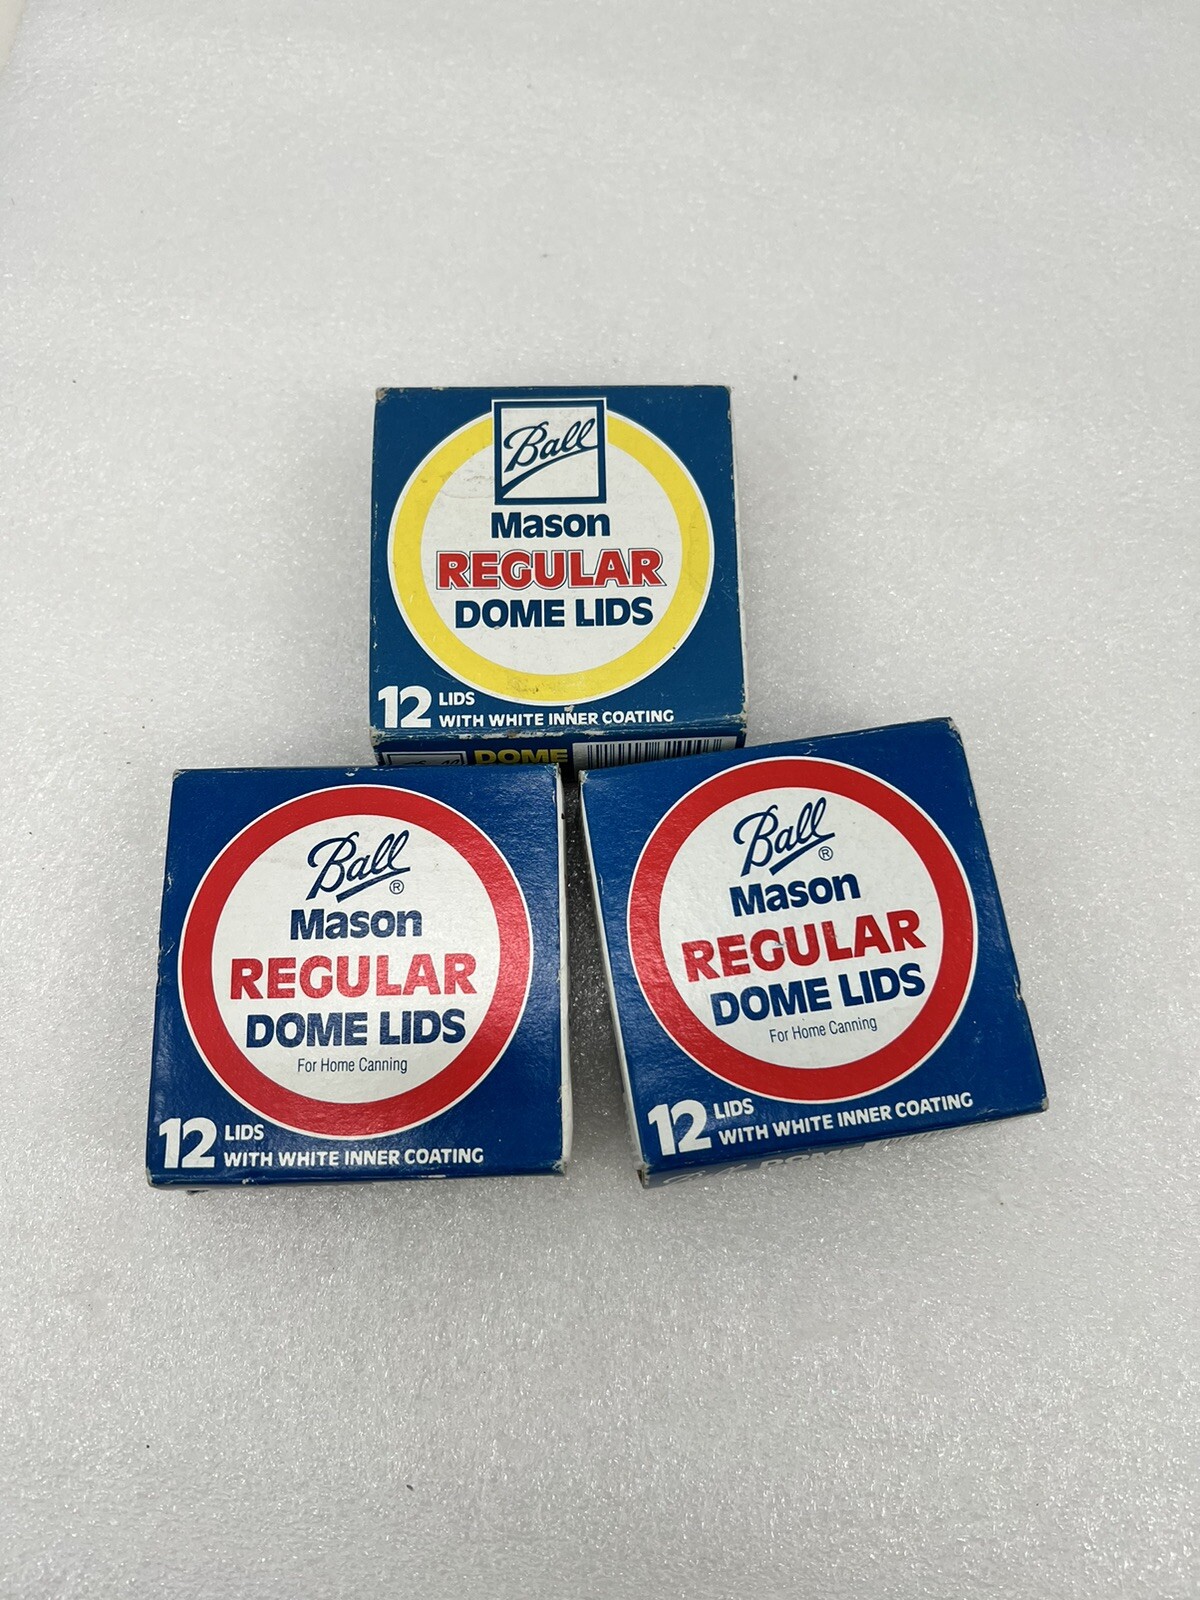 Ball
Mason
REGULAR
DOME LIDS
12 LIDS
WITH WHITE INNER COATING
Ball DOME
Ball®
Mason
REGULAR
DOME LIDS
For Home Canning
12 LIDS
WITH WHITE INNER COATING
Ball®
Mason
REGULAR
DOME LIDS
For Home Canning
12 LIDS
WITH WHITE INNER COATING